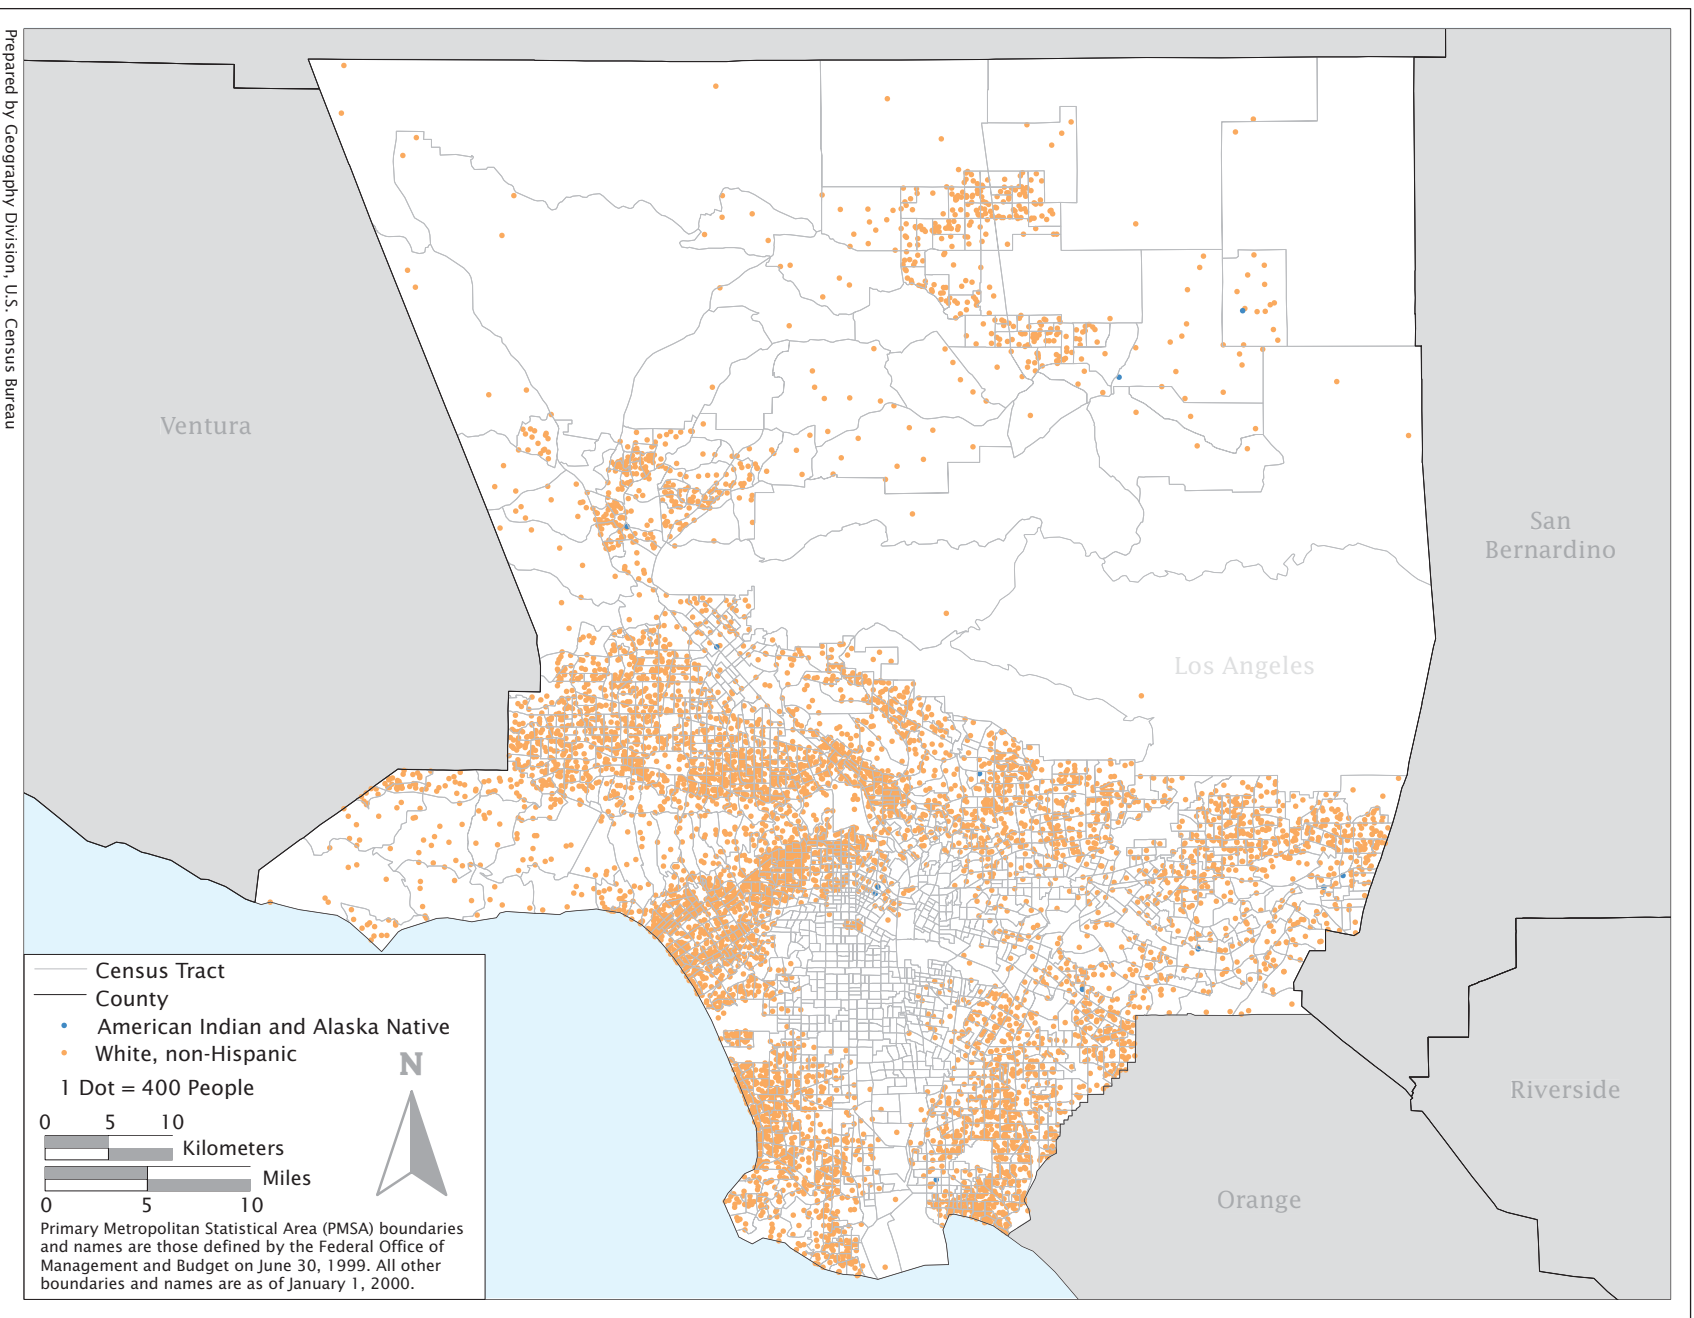 Prepared by Geography Division, U.S. Census Bureau
Ventura
San
Bernardino
Los Angeles
Riverside
Orange
Census Tract
County
American Indian and Alaska Native
White, non-Hispanic
N
1 Dot = 400 People
0 5 10
Kilometers
Miles
0 5 10
Primary Metropolitan Statistical Area (PMSA) boundaries
and names are those defined by the Federal Office of
Management and Budget on June 30, 1999. All other
boundaries and names are as of January 1, 2000.